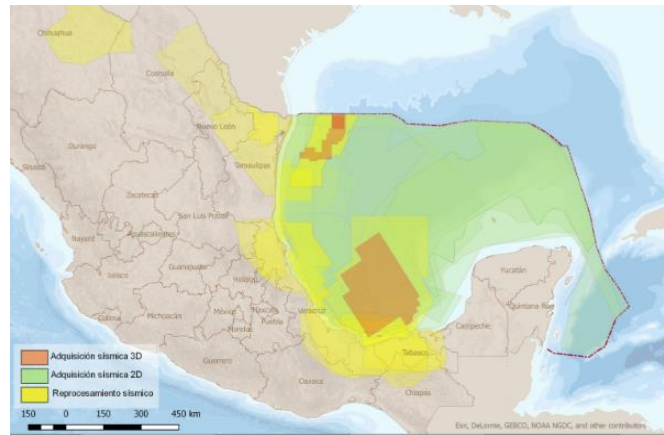 Chihuahua
Coahuila
Nuevo León
Tamaulipas
Durango
Sinaloa
Zacatecas
San Luis Potosí
Nayarit
Aguascalientes
Jalisco
Guanajuato
Hidalgo
Yucatán
Quintana Roo
Colima
Michoacán
México
Tlaxcala
Veracruz
Campeche
Morelos
Puebla
Guerrero
Tabasco
Oaxaca
Chiapas
Adquisición sísmica 3D
Adquisición sísmica 2D
Reprocesamiento sísmico
150 0 150 300 450 km
Esri, DeLorme, GEBCO, NOAA NGDC, and other contributors